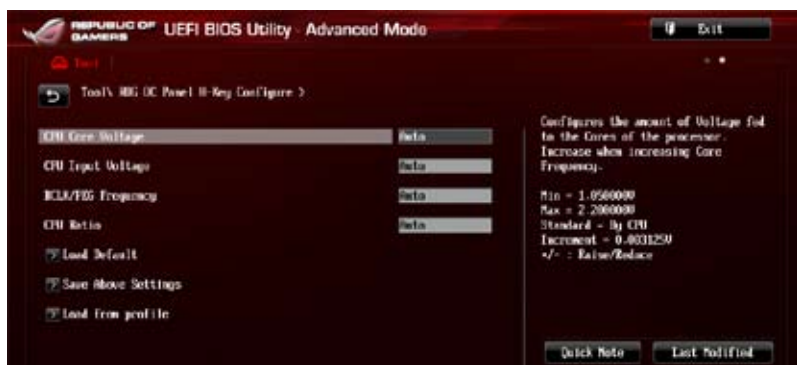 REPUBLIC OF
GAMERS
UEFI BIOS Utility - Advanced Mode
Exit
Tool
Tool\ ROG OC Panel H-Key Configure >
CPU Core Voltage Auto
CPU Input Voltage Auto
BCLK/PEG Frequency Auto
CPU Ratio Auto
Load Default
Save Above Settings
Load from profile
Configures the amount of Voltage fed
to the Cores of the processor.
Increase when increasing Core
Frequency.
Min = 1.050000V
Max = 2.200000V
Standard = By CPU
Increment = 0.003125V
+/- : Raise/Reduce
Quick Note
Last Modified